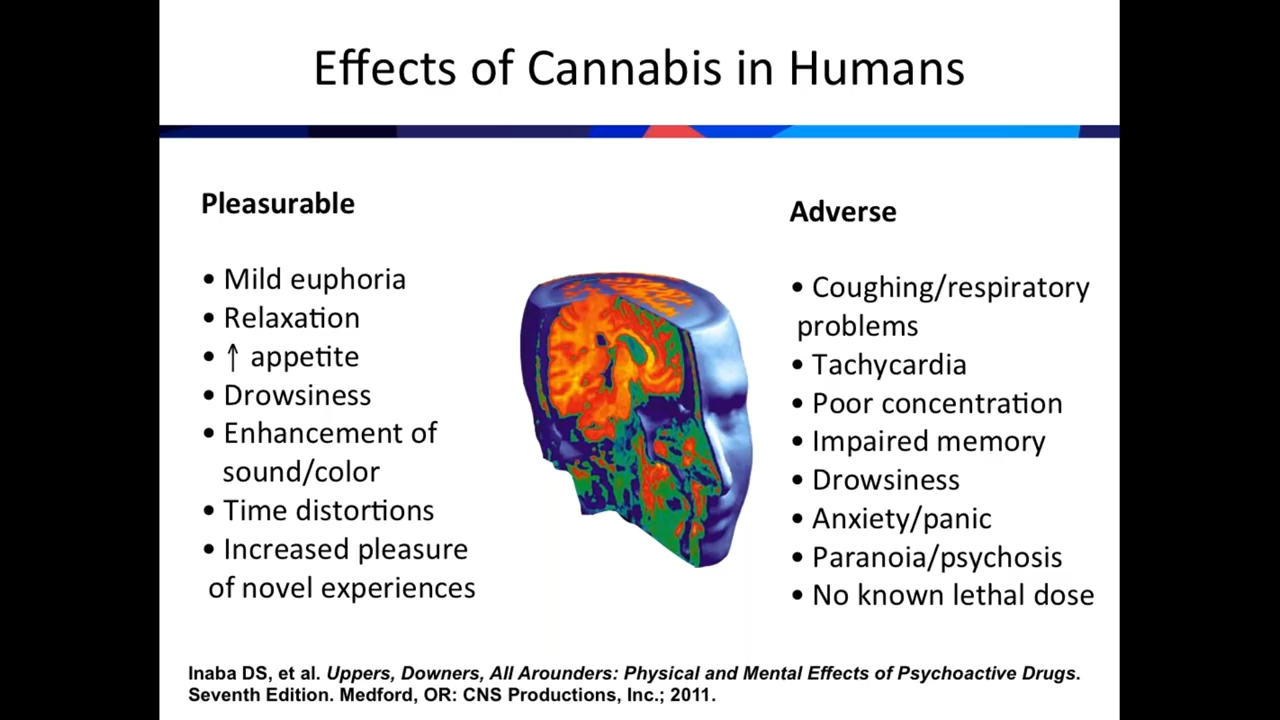 Effects of Cannabis in Humans
Pleasurable
• Mild euphoria
• Relaxation
• ↑ appetite
• Drowsiness
• Enhancement of
sound/color
• Time distortions
• Increased pleasure
of novel experiences
Adverse
• Coughing/respiratory
problems
• Tachycardia
• Poor concentration
• Impaired memory
• Drowsiness
• Anxiety/panic
• Paranoia/psychosis
• No known lethal dose
Inaba DS, et al. Uppers, Downers, All Arounders: Physical and Mental Effects of Psychoactive Drugs.
Seventh Edition. Medford, OR: CNS Productions, Inc.; 2011.